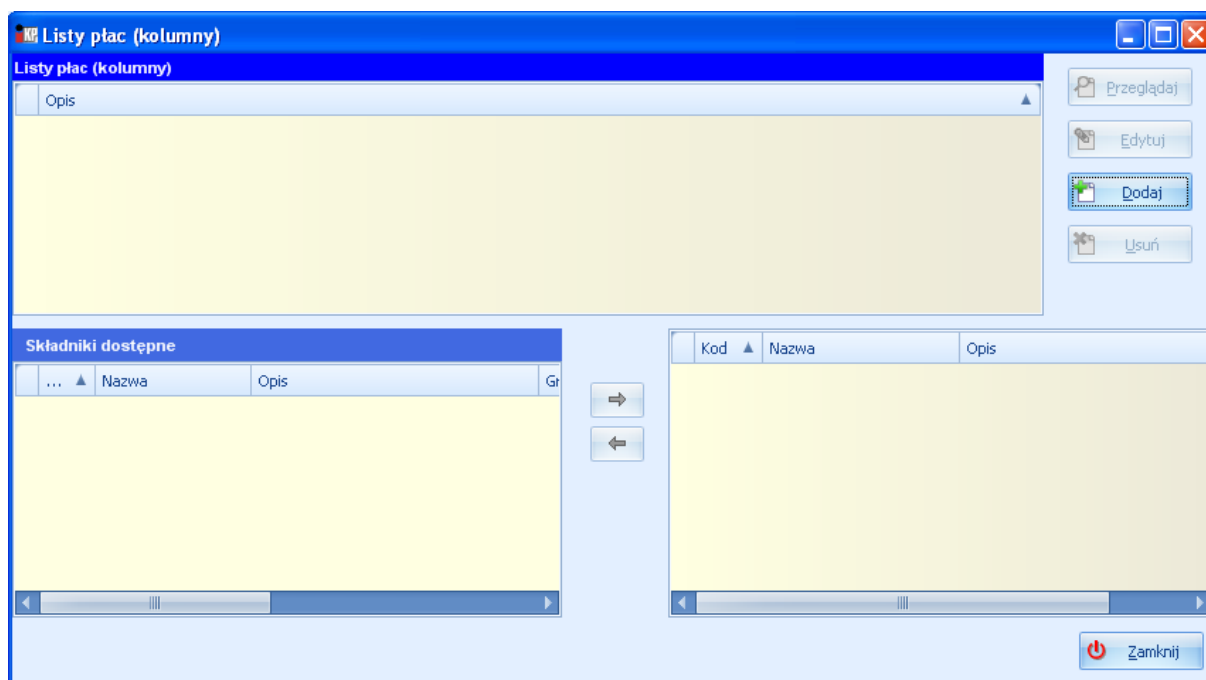 Listy płac (kolumny)
Listy płac (kolumny)
Opis
Przeglądaj
Edytuj
Dodaj
Usuń
Składniki dostępne
... Nazwa Opis Gr
Kod Nazwa Opis
Zamknij